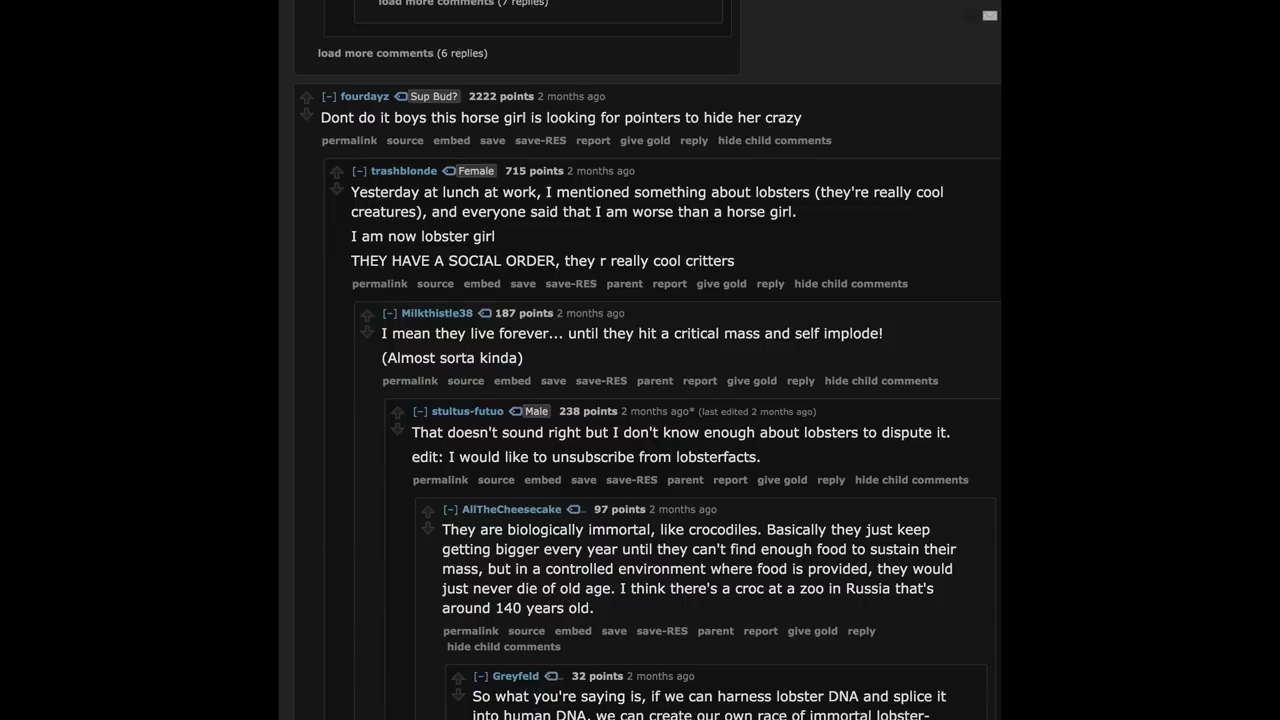 load more comments (7 replies)
load more comments (6 replies)
[–] fourdayz Sup Bud? 2222 points 2 months ago
Dont do it boys this horse girl is looking for pointers to hide her crazy
permalink source embed save save-RES report give gold reply hide child comments
[–] trashblonde Female 715 points 2 months ago
Yesterday at lunch at work, I mentioned something about lobsters (they're really cool
creatures), and everyone said that I am worse than a horse girl.
I am now lobster girl
THEY HAVE A SOCIAL ORDER, they r really cool critters
permalink source embed save save-RES parent report give gold reply hide child comments
[–] Milkthistle38 187 points 2 months ago
I mean they live forever... until they hit a critical mass and self implode!
(Almost sorta kinda)
permalink source embed save save-RES parent report give gold reply hide child comments
[–] stultus-futuo Male 238 points 2 months ago* (last edited 2 months ago)
That doesn't sound right but I don't know enough about lobsters to dispute it.
edit: I would like to unsubscribe from lobsterfacts.
permalink source embed save save-RES parent report give gold reply hide child comments
[–] AllTheCheesecake 97 points 2 months ago
They are biologically immortal, like crocodiles. Basically they just keep
getting bigger every year until they can't find enough food to sustain their
mass, but in a controlled environment where food is provided, they would
just never die of old age. I think there's a croc at a zoo in Russia that's
around 140 years old.
permalink source embed save save-RES parent report give gold reply
hide child comments
[–] Greyfeld 32 points 2 months ago
So what you're saying is, if we can harness lobster DNA and splice it
into human DNA, we can create our own race of immortal lobster-